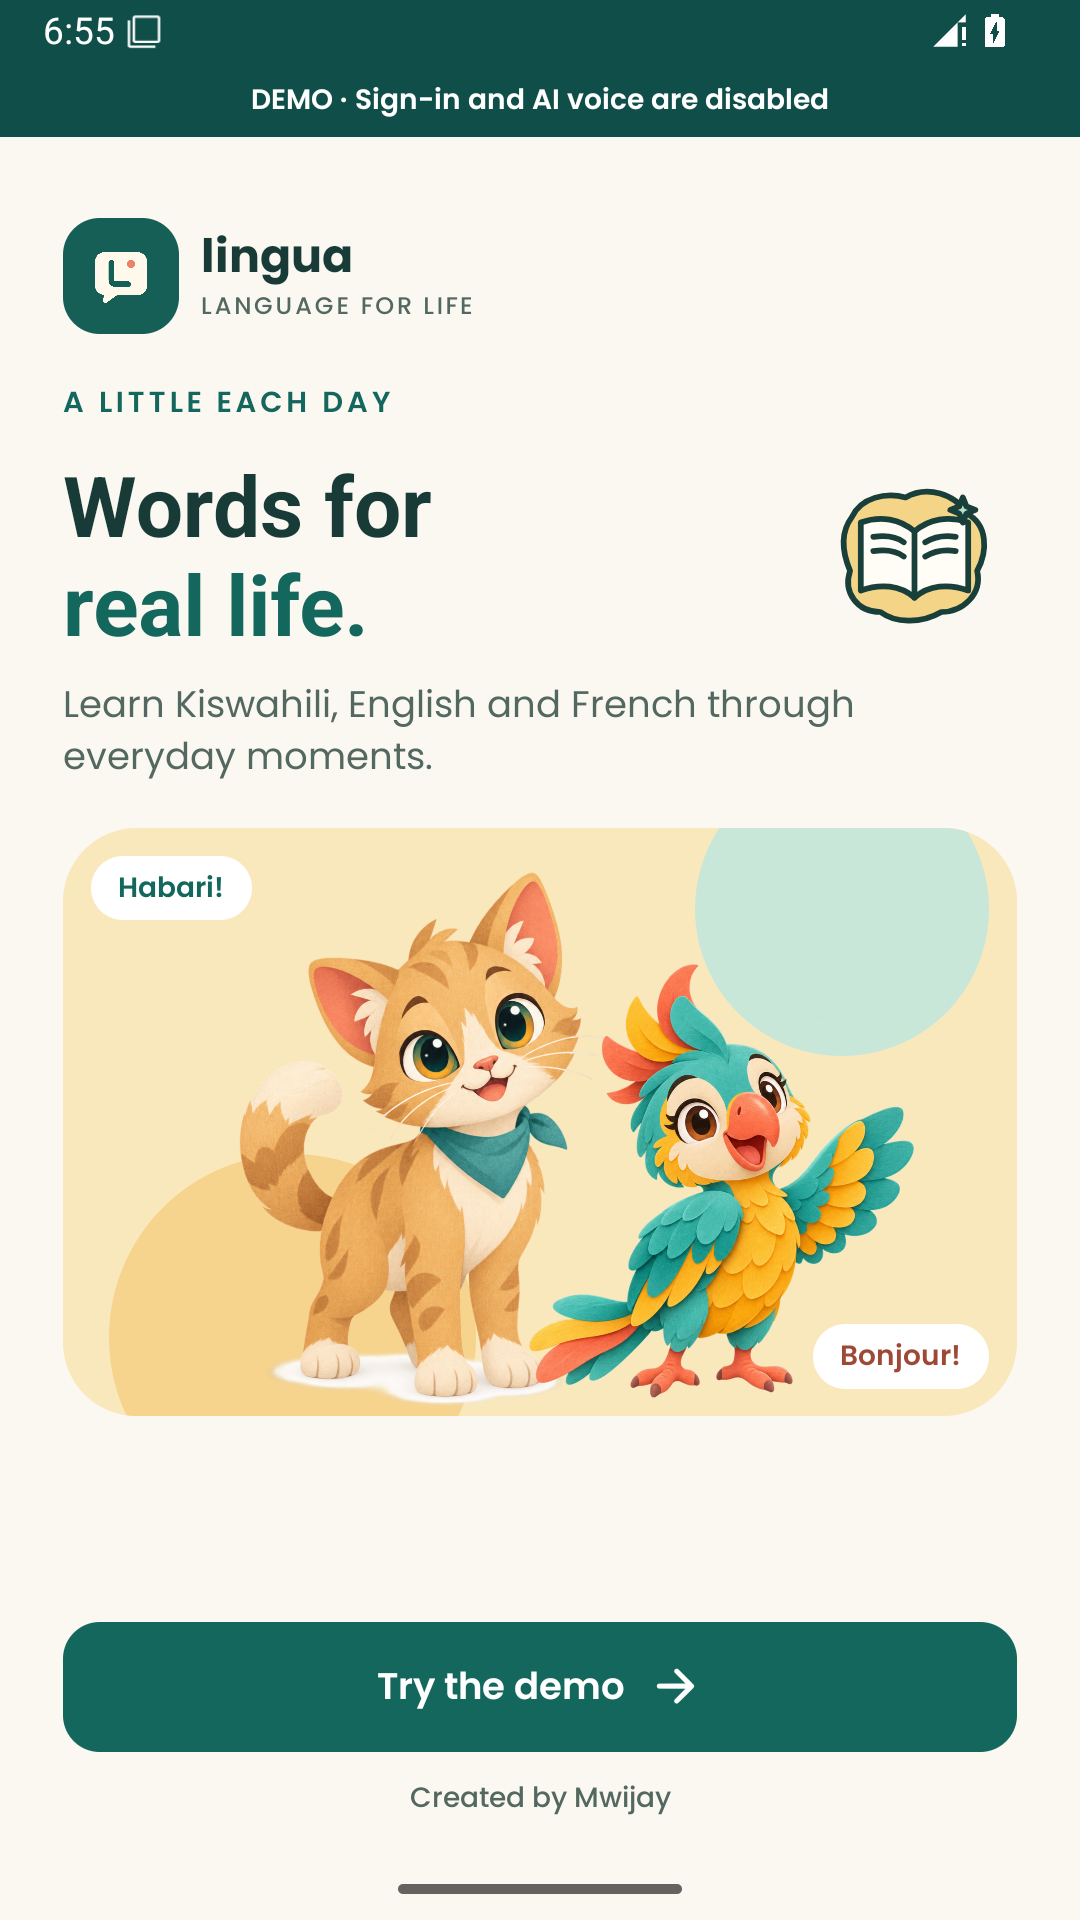 6:55
DEMO · Sign-in and AI voice are disabled
lingua
LANGUAGE FOR LIFE
A LITTLE EACH DAY
Words for
real life.
Learn Kiswahili, English and French through
everyday moments.
Habari!
Bonjour!
Try the demo
Created by Mwijay